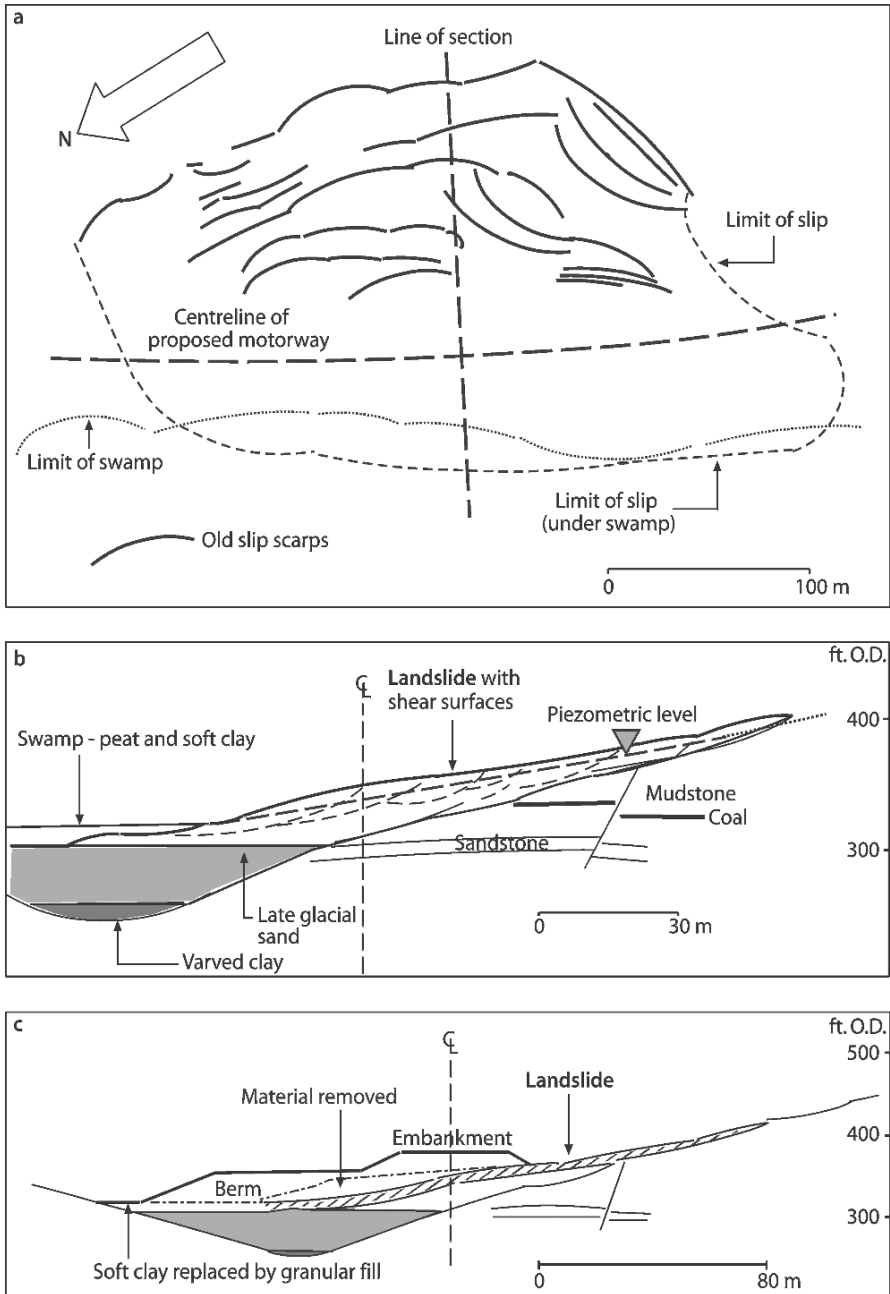 a
Line of section
N
Limit of slip
Centreline of
proposed motorway
Limit of swamp
Limit of slip
(under swamp)
Old slip scarps
0 100 m
b
ft. O.D.
℄
Landslide with
shear surfaces
Piezometric level
400
Swamp - peat and soft clay
Mudstone
Coal
Sandstone
300
Late glacial
sand
0 30 m
Varved clay
c
ft. O.D.
℄
500
Material removed
Landslide
Embankment
400
Berm
300
Soft clay replaced by granular fill
0 80 m